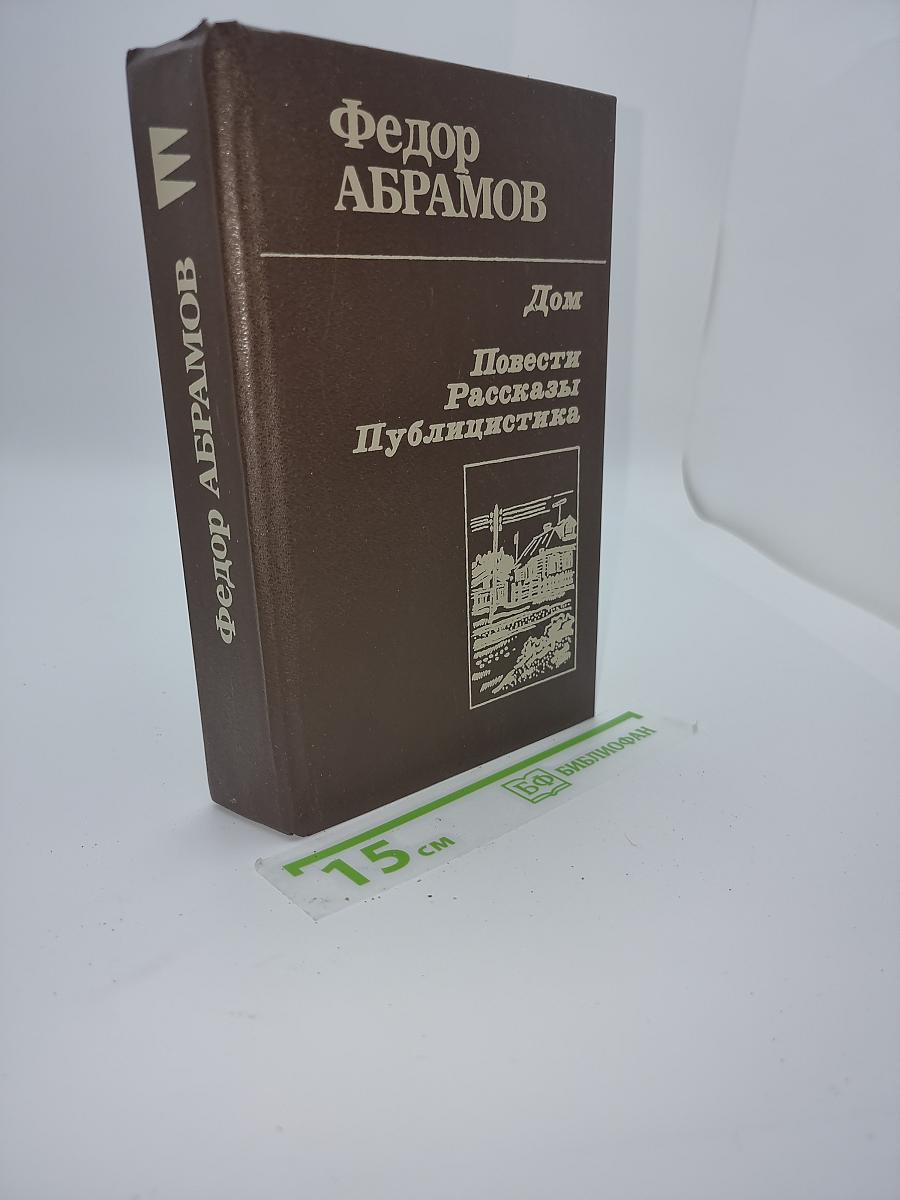 Федор
АБРАМОВ
Дом
Повести
Рассказы
Публицистика
Федор АБРАМОВ
15 см
БФ БИБЛИОФАН